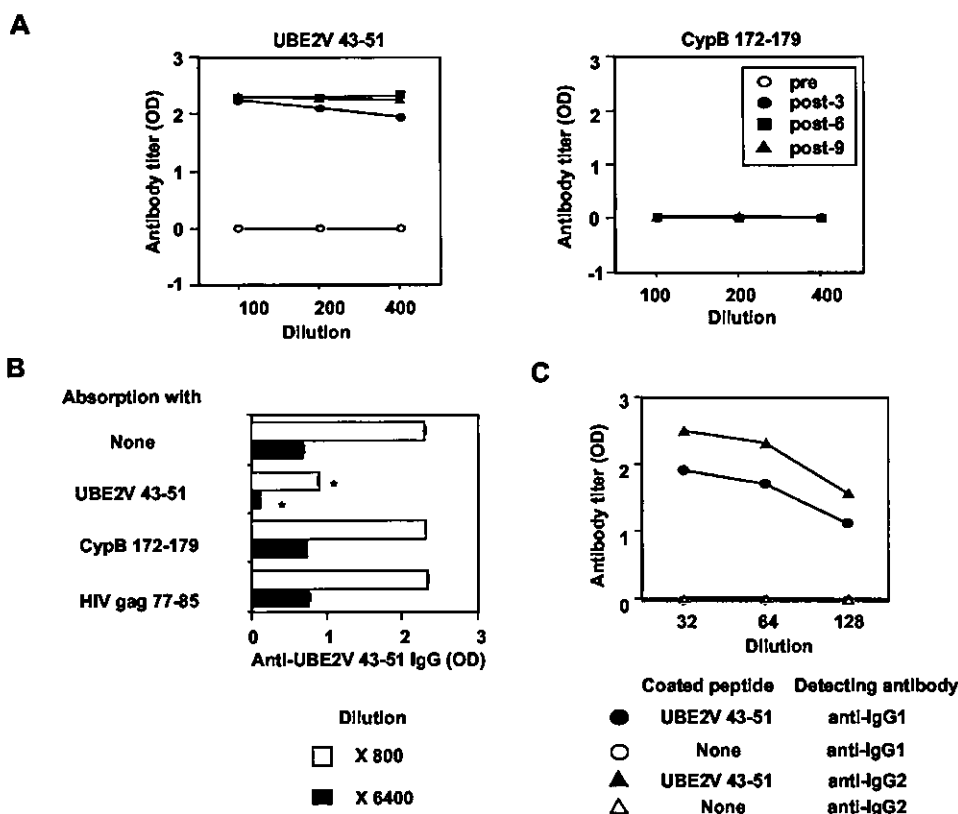 A
UBE2V 43-51
3
2
1
0
-1
Antibody titer (OD)
100 200 400
Dilution
CypB 172-179
3
2
1
0
-1
Antibody titer (OD)
pre
post-3
post-6
post-9
100 200 400
Dilution
B
Absorption with
None
UBE2V 43-51
*
*
CypB 172-179
HIV gag 77-85
0 1 2 3
Anti-UBE2V 43-51 IgG (OD)
Dilution
X 800
X 6400
C
3
2
1
0
Antibody titer (OD)
32 64 128
Dilution
Coated peptide Detecting antibody
UBE2V 43-51 anti-IgG1
None anti-IgG1
UBE2V 43-51 anti-IgG2
None anti-IgG2